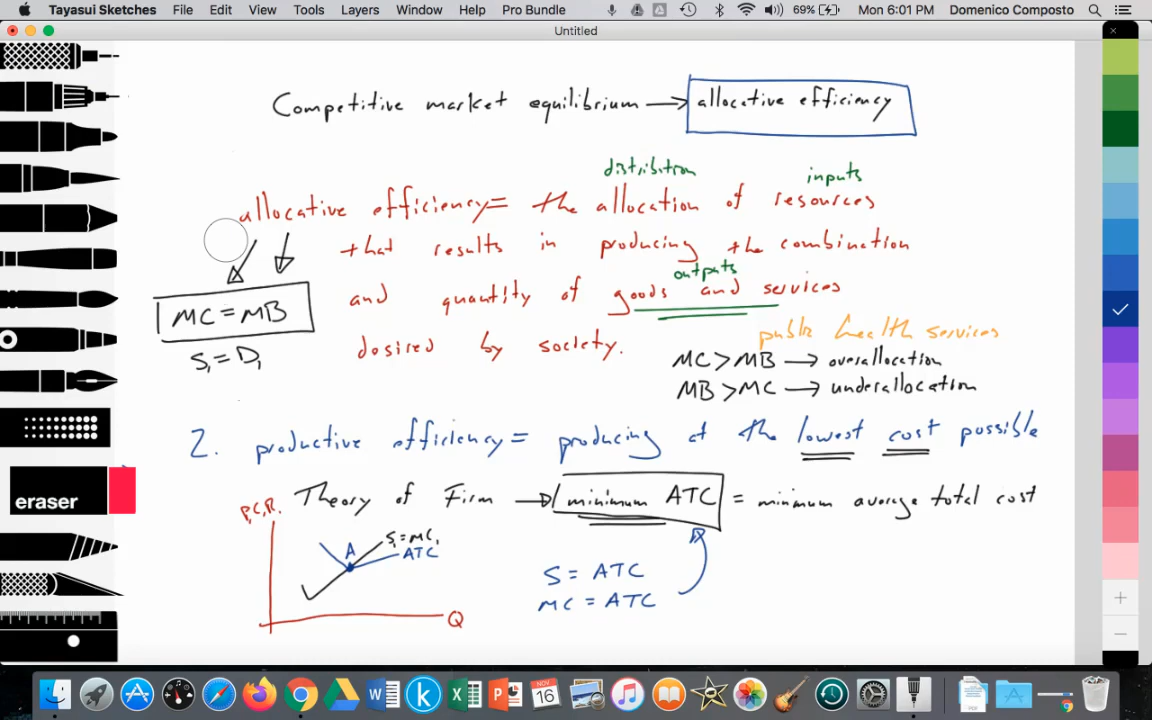 Tayasui Sketches File Edit View Tools Layers Window Help Pro Bundle 69% Mon 6:01 PM Domenico Composto
Untitled
Competitive market equilibrium → allocative efficiency
distribution inputs
allocative efficiency = the allocation of resources
that results in producing the combination
outputs
and quantity of goods and services
MC = MB
desired by society.
S₁ = D₁
public health services
MC > MB → overallocation
MB > MC → underallocation
2. productive efficiency = producing at the lowest cost possible
eraser
Theory of Firm → minimum ATC = minimum average total cost
P,C,R.
S₁=MC₁
A
ATC
S = ATC
MC = ATC
Q
NOV
16